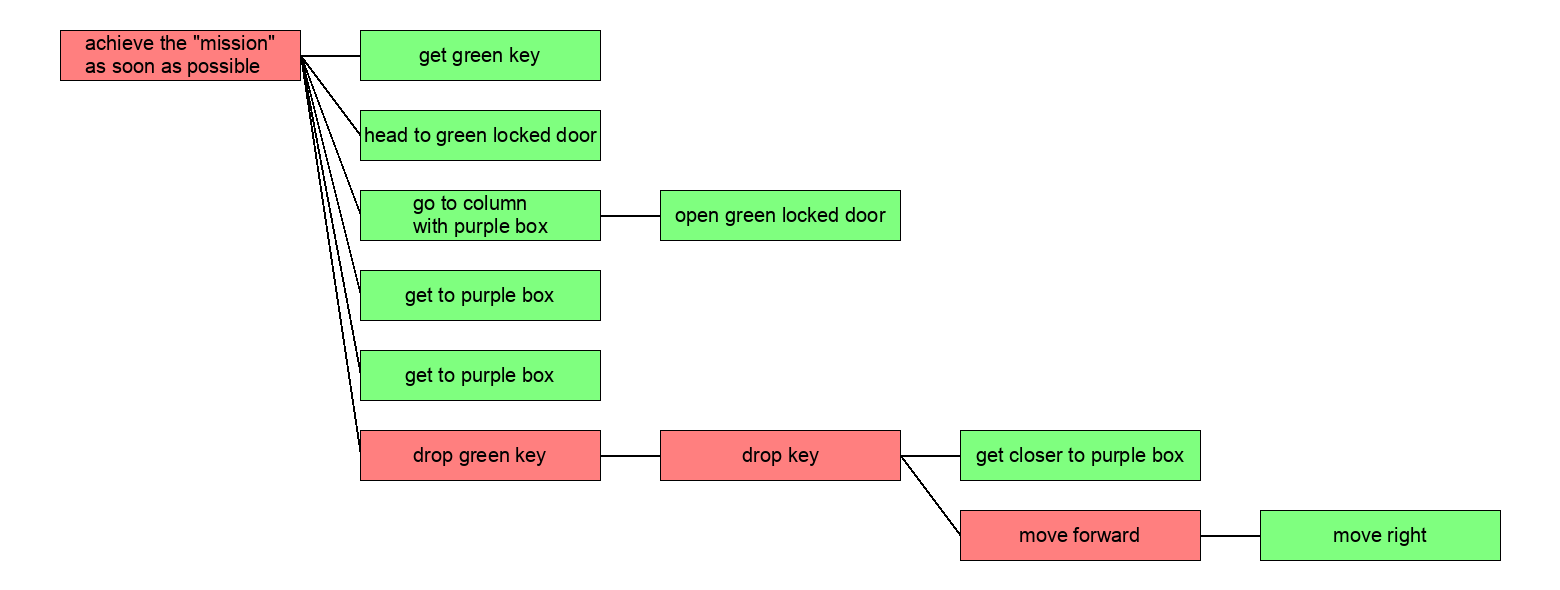 achieve the "mission"
as soon as possible
get green key
head to green locked door
go to column
with purple box
open green locked door
get to purple box
get to purple box
drop green key
drop key
get closer to purple box
move forward
move right